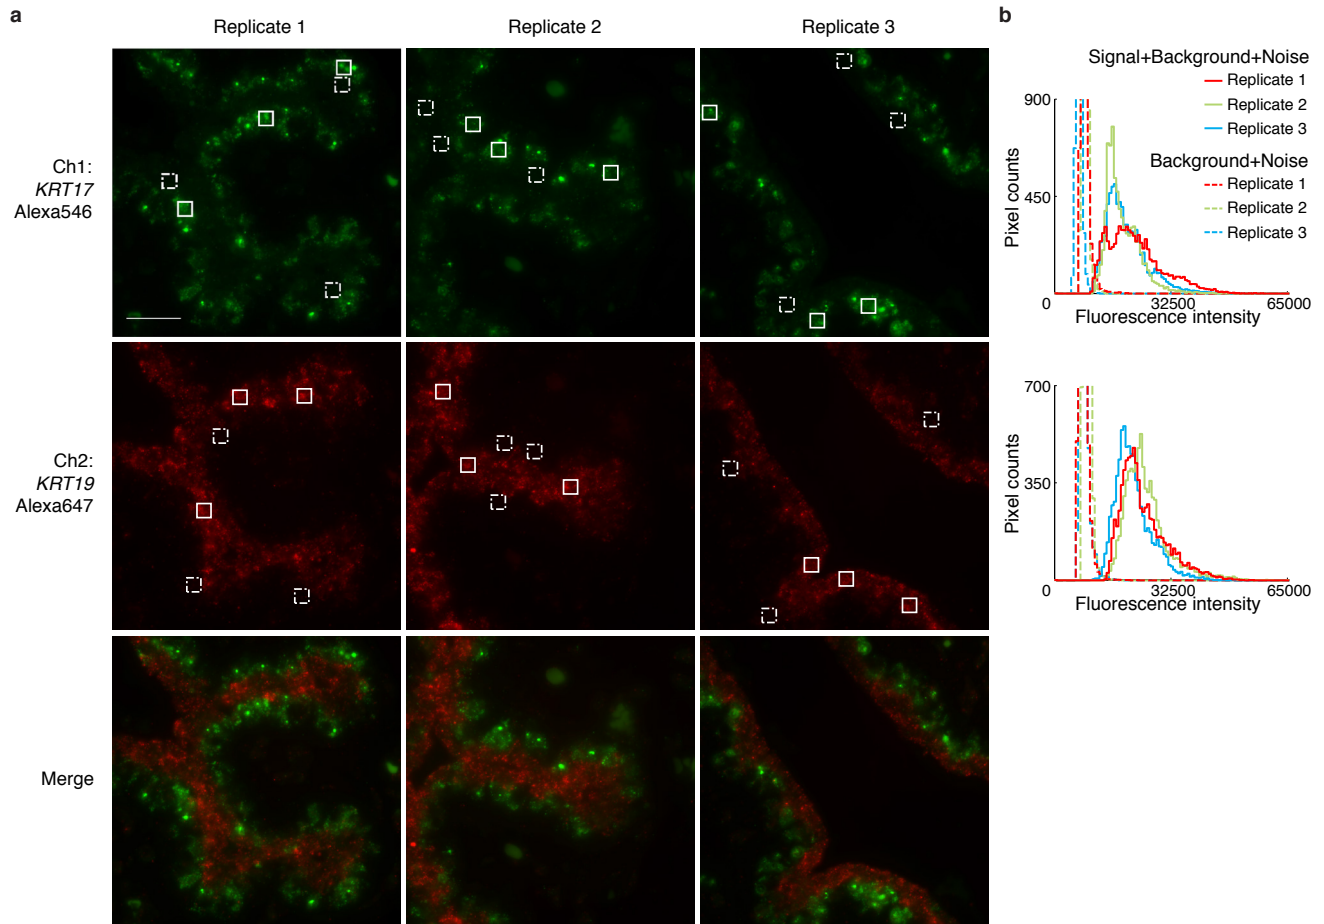 a
Replicate 1
Replicate 2
Replicate 3
Ch1:
KRT17
Alexa546
Ch2:
KRT19
Alexa647
Merge
b
Signal+Background+Noise
Replicate 1
Replicate 2
Replicate 3
Background+Noise
Replicate 1
Replicate 2
Replicate 3
Pixel counts
900
450
0
0
32500
65000
Fluorescence intensity
Pixel counts
700
350
0
0
32500
65000
Fluorescence intensity